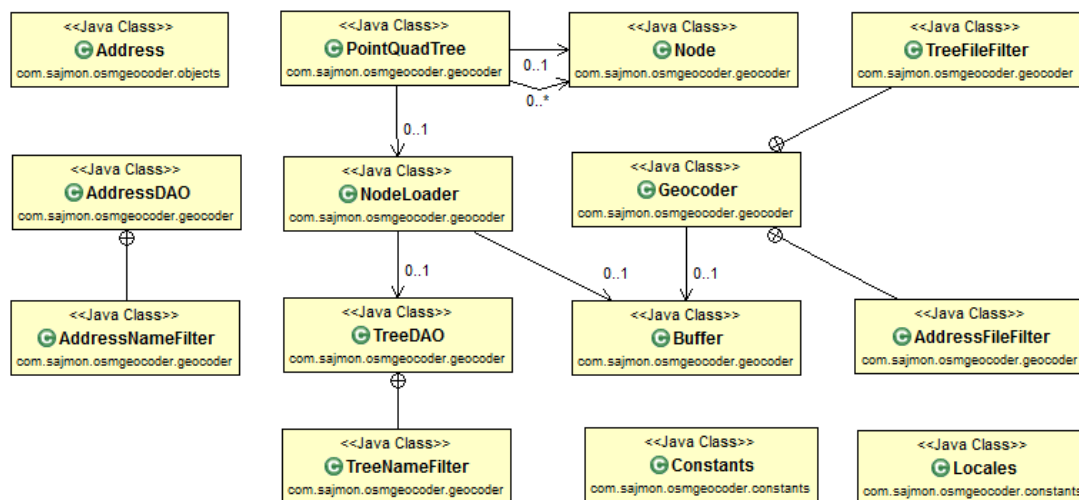 <<Java Class>>
Address
com.sajmon.osmgeocoder.objects
<<Java Class>>
PointQuadTree
com.sajmon.osmgeocoder.geocoder
<<Java Class>>
Node
com.sajmon.osmgeocoder.geocoder
<<Java Class>>
TreeFileFilter
com.sajmon.osmgeocoder.geocoder
0..1
0..*
0..1
<<Java Class>>
AddressDAO
com.sajmon.osmgeocoder.geocoder
<<Java Class>>
NodeLoader
com.sajmon.osmgeocoder.geocoder
<<Java Class>>
Geocoder
com.sajmon.osmgeocoder.geocoder
0..1
0..1
0..1
<<Java Class>>
AddressNameFilter
com.sajmon.osmgeocoder.geocoder
<<Java Class>>
TreeDAO
com.sajmon.osmgeocoder.geocoder
<<Java Class>>
Buffer
com.sajmon.osmgeocoder.geocoder
<<Java Class>>
AddressFileFilter
com.sajmon.osmgeocoder.geocoder
<<Java Class>>
TreeNameFilter
com.sajmon.osmgeocoder.geocoder
<<Java Class>>
Constants
com.sajmon.osmgeocoder.constants
<<Java Class>>
Locales
com.sajmon.osmgeocoder.constants